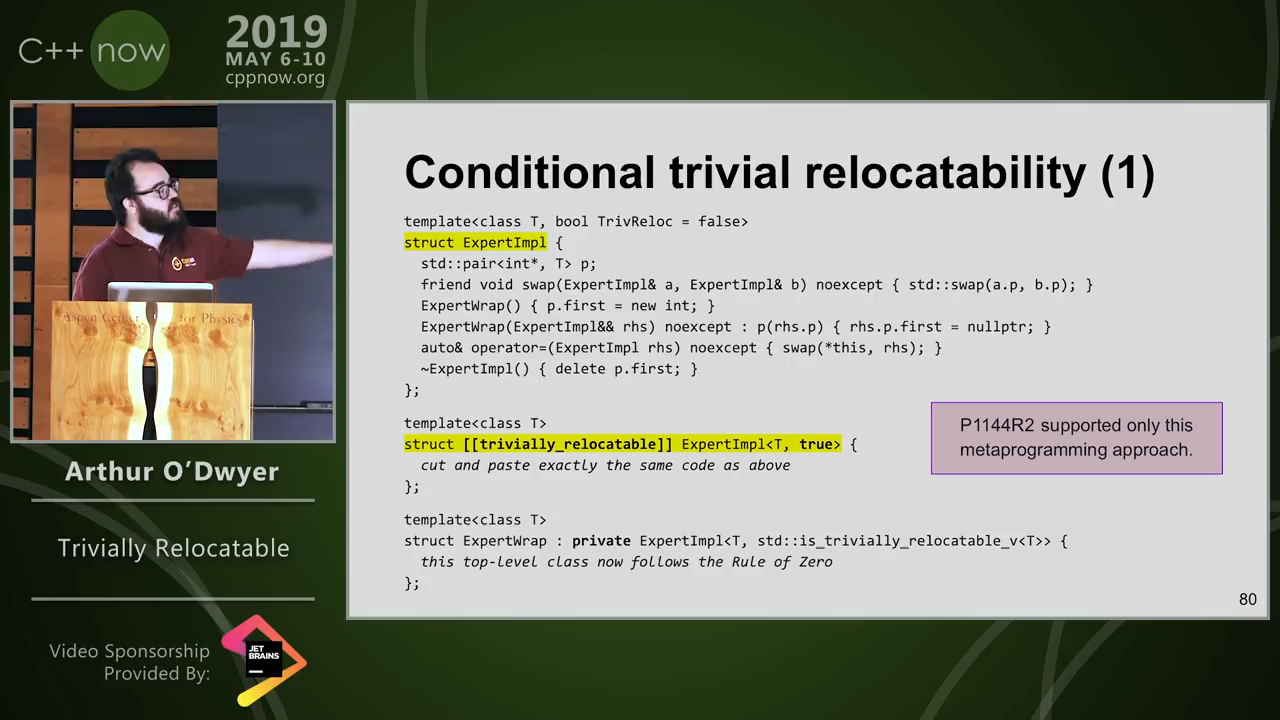 C++ now
2019
MAY 6-10
cppnow.org
Aspen Center for Physics
Arthur O'Dwyer
Trivially Relocatable
Video Sponsorship
Provided By:
JET
BRAINS
Conditional trivial relocatability (1)
template<class T, bool TrivReloc = false>
struct ExpertImpl {
  std::pair<int*, T> p;
  friend void swap(ExpertImpl& a, ExpertImpl& b) noexcept { std::swap(a.p, b.p); }
  ExpertWrap() { p.first = new int; }
  ExpertWrap(ExpertImpl&& rhs) noexcept : p(rhs.p) { rhs.p.first = nullptr; }
  auto& operator=(ExpertImpl rhs) noexcept { swap(*this, rhs); }
  ~ExpertImpl() { delete p.first; }
};
template<class T>
struct [[trivially_relocatable]] ExpertImpl<T, true> {
  cut and paste exactly the same code as above
};
P1144R2 supported only this
metaprogramming approach.
template<class T>
struct ExpertWrap : private ExpertImpl<T, std::is_trivially_relocatable_v<T>> {
  this top-level class now follows the Rule of Zero
};
80